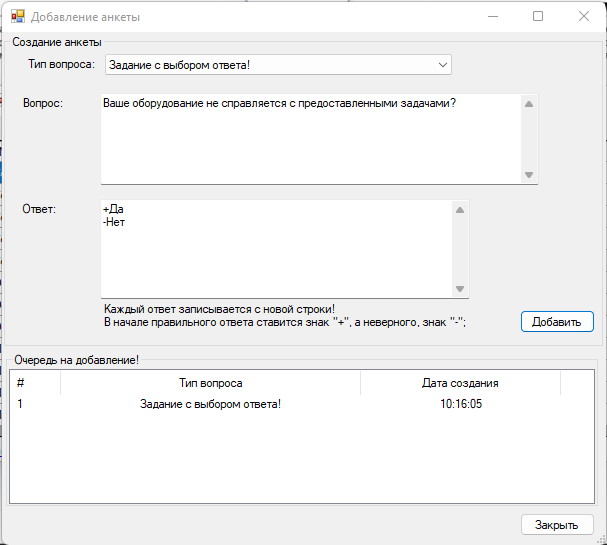 Добавление анкеты
Создание анкеты
Тип вопроса: Задание с выбором ответа!
Вопрос: Ваше оборудование не справляется с предоставленными задачами?
Ответ: +Да
-Нет
Каждый ответ записывается с новой строки!
В начале правильного ответа ставится знак "+", а неверного, знак "-";
Добавить
Очередь на добавление!
# Тип вопроса Дата создания
1 Задание с выбором ответа! 10:16:05
Закрыть